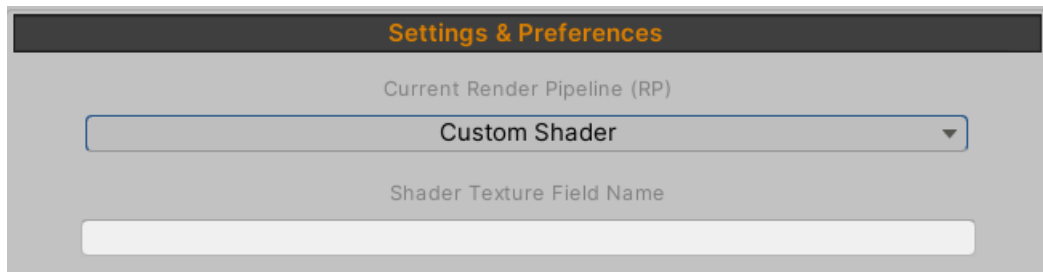 Settings & Preferences
Current Render Pipeline (RP)
Custom Shader
Shader Texture Field Name